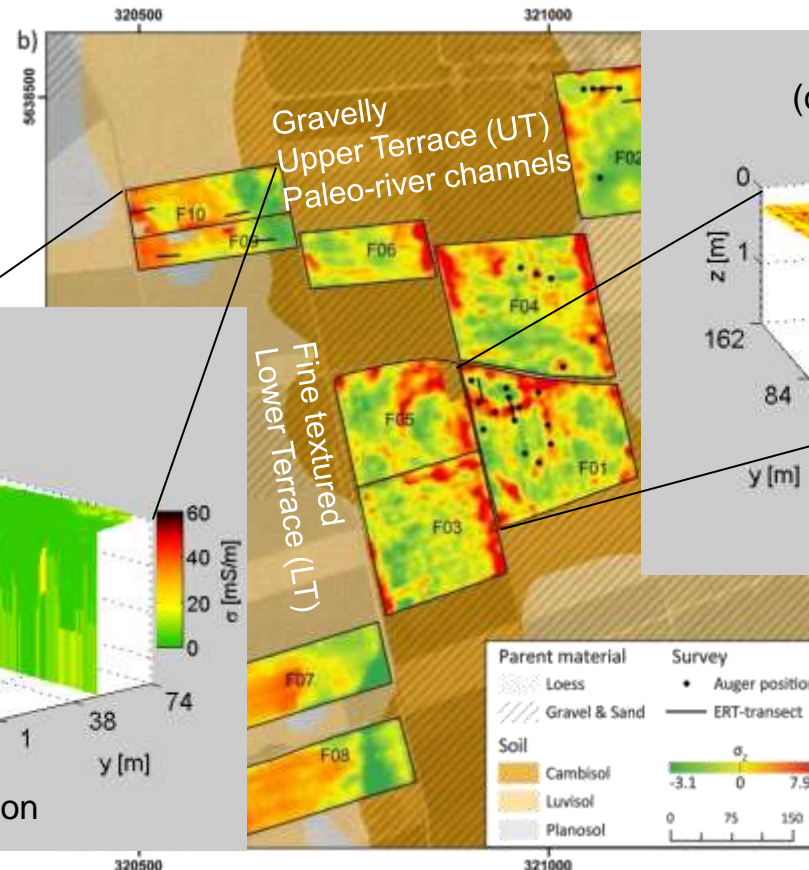 320500
321000
b)
5638500
Gravelly
Upper Terrace (UT)
Paleo-river channels
F02
F10
F09
F06
F04
Fine textured
Lower Terrace (LT)
F05
F01
F03
F07
F08
0
1
162
84
z [m]
y [m]
60
40
20
0
σ [mS/m]
1
38
74
y [m]
on
Parent material
Loess
Gravel & Sand
Soil
Cambisol
Luvisol
Planosol
Survey
Auger position
ERT-transect
σz
-3.1 0 7.9
0 75 150
320500
321000